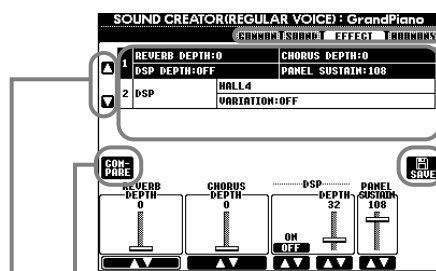 SOUND CREATOR(REGULAR VOICE) : GrandPiano
COMMON SOUND EFFECT HARMONY
1 REVERB DEPTH:0 CHORUS DEPTH:0
DSP DEPTH:OFF PANEL SUSTAIN:108
2 DSP HALL4
VARIATION:OFF
COM-
PARE
SAVE
REVERB CHORUS DSP PANEL
DEPTH DEPTH DEPTH SUSTAIN
0 0 32 108
ON
OFF